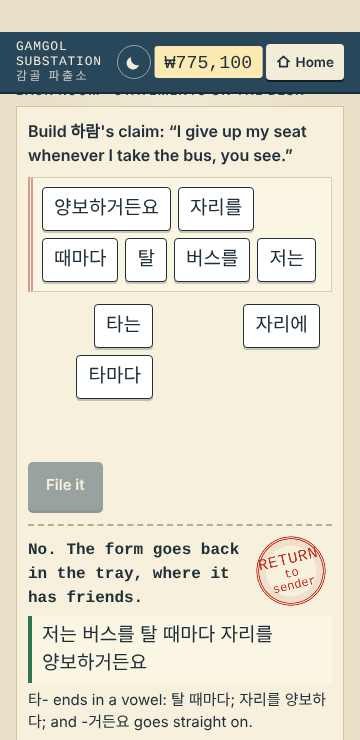 GAMGOL
SUBSTATION
감골 파출소
₩775,100
Home
Build 하람's claim: “I give up my seat
whenever I take the bus, you see.”
양보하거든요 자리를
때마다 탈 버스를 저는
타는 자리에
타마다
File it
No. The form goes back
in the tray, where it
has friends.
RETURN
to
sender
저는 버스를 탈 때마다 자리를
양보하거든요
타- ends in a vowel: 탈 때마다; 자리를 양보하
다; and -거든요 goes straight on.